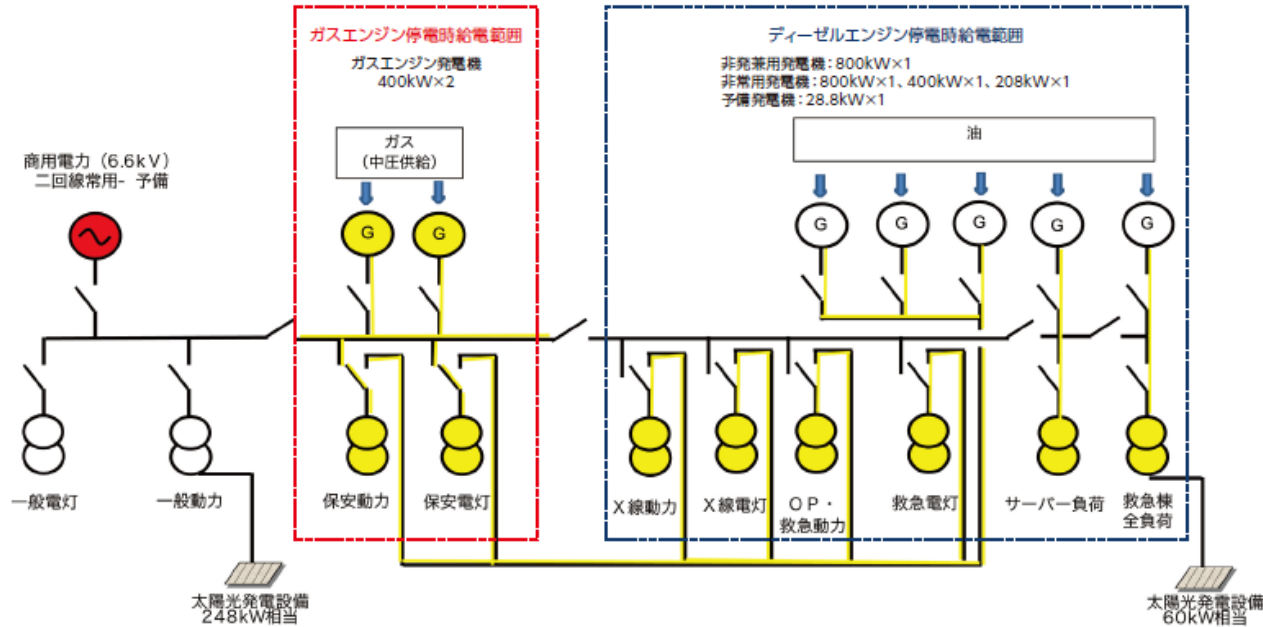 ガスエンジン停電時給電範囲
ガスエンジン発電機
400kW×2
ガス
(中圧供給)
ディーゼルエンジン停電時給電範囲
非発兼用発電機:800kW×1
非常用発電機:800kW×1、400kW×1、208kW×1
予備発電機:28.8kW×1
油
商用電力(6.6kV)
二回線常用- 予備
G
G
G
G
G
G
G
一般電灯
一般動力
保安動力
保安電灯
X線動力
X線電灯
OP・
救急動力
救急電灯
サーバー負荷
救急棟
全負荷
太陽光発電設備
248kW相当
太陽光発電設備
60kW相当